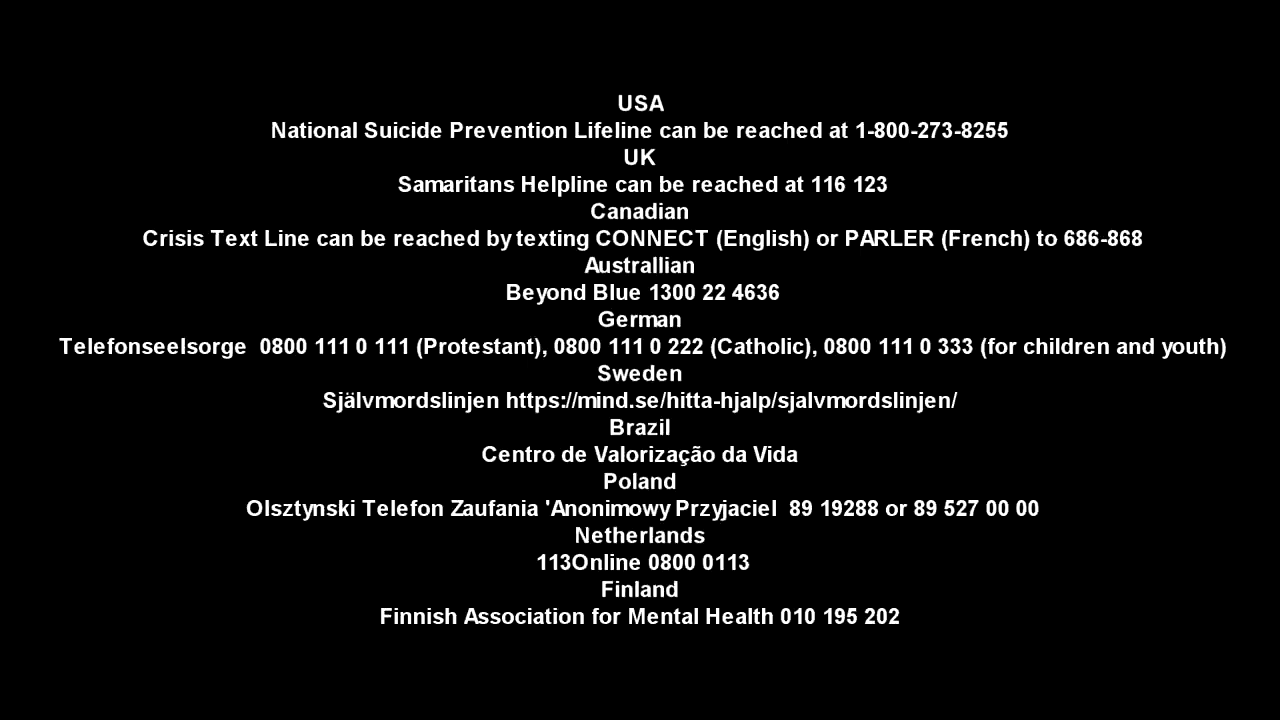 USA
National Suicide Prevention Lifeline can be reached at 1-800-273-8255
UK
Samaritans Helpline can be reached at 116 123
Canadian
Crisis Text Line can be reached by texting CONNECT (English) or PARLER (French) to 686-868
Australlian
Beyond Blue 1300 22 4636
German
Telefonseelsorge  0800 111 0 111 (Protestant), 0800 111 0 222 (Catholic), 0800 111 0 333 (for children and youth)
Sweden
Självmordslinjen https://mind.se/hitta-hjalp/sjalvmordslinjen/
Brazil
Centro de Valorização da Vida
Poland
Olsztynski Telefon Zaufania 'Anonimowy Przyjaciel  89 19288 or 89 527 00 00
Netherlands
113Online 0800 0113
Finland
Finnish Association for Mental Health 010 195 202